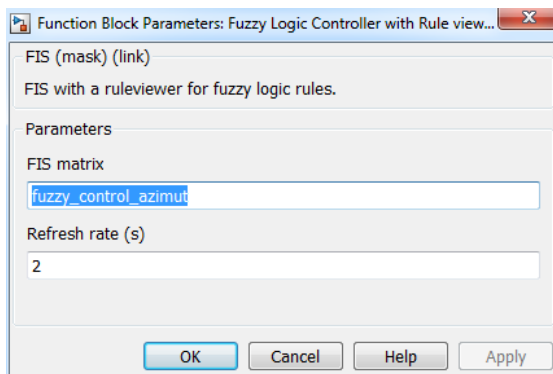 Function Block Parameters: Fuzzy Logic Controller with Rule view...
FIS (mask) (link)
FIS with a ruleviewer for fuzzy logic rules.
Parameters
FIS matrix
fuzzy_control_azimut
Refresh rate (s)
2
OK Cancel Help Apply